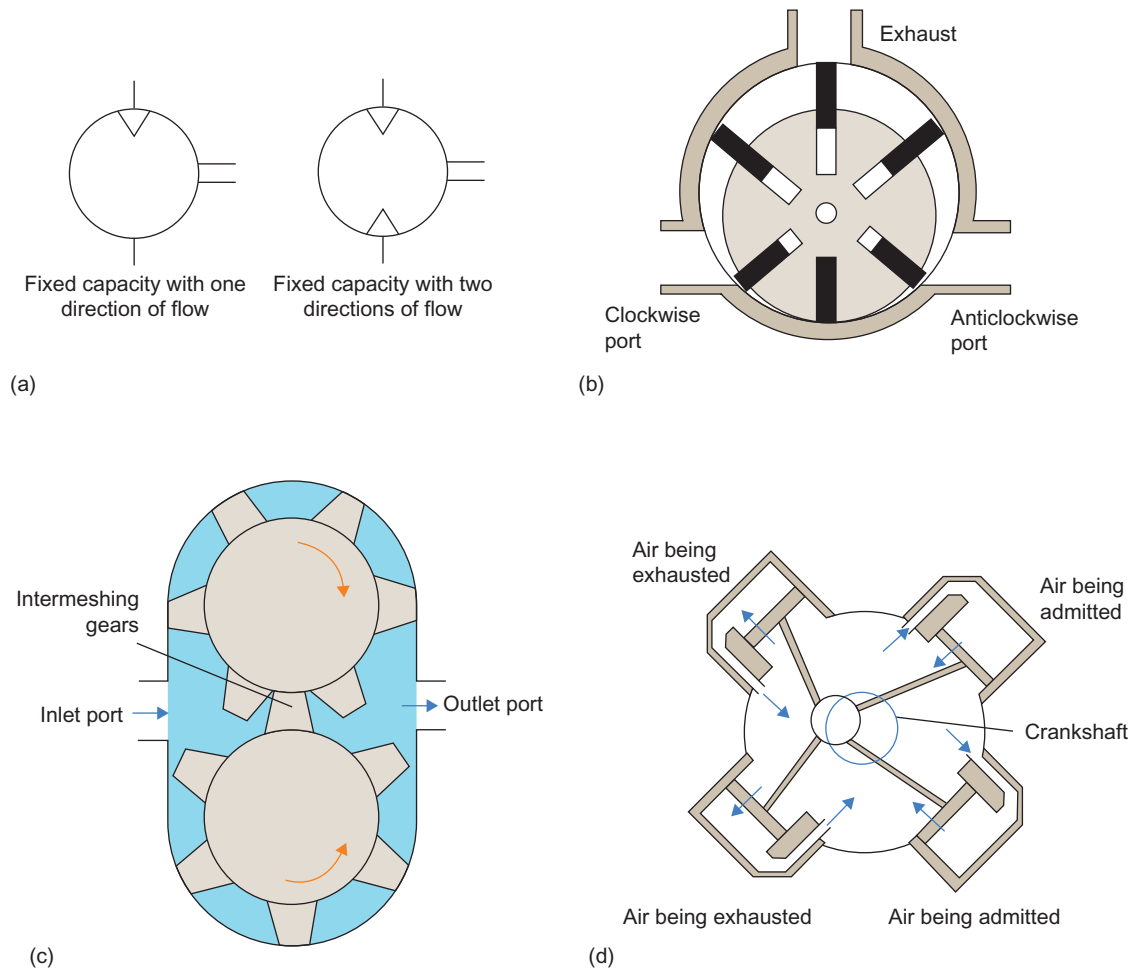 Fixed capacity with one
direction of flow
Fixed capacity with two
directions of flow
(a)
Exhaust
Clockwise
port
Anticlockwise
port
(b)
Intermeshing
gears
Inlet port
Outlet port
(c)
Air being
exhausted
Air being
admitted
Crankshaft
Air being exhausted
Air being admitted
(d)